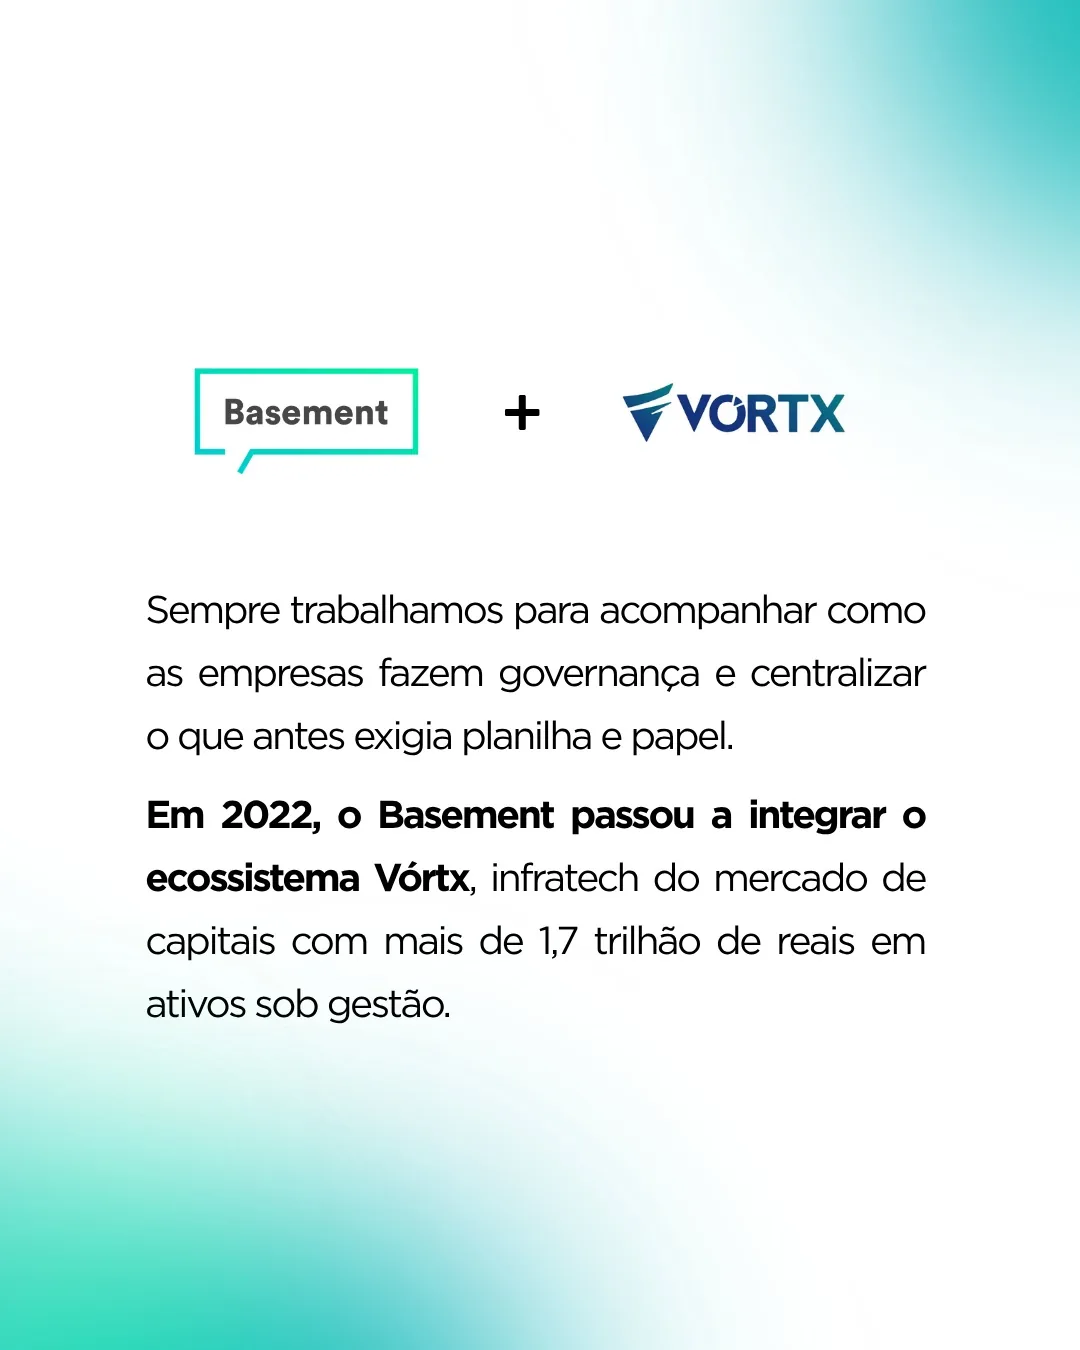 Basement
+
VÓRTX
Sempre trabalhamos para acompanhar como
as empresas fazem governança e centralizar
o que antes exigia planilha e papel.
Em 2022, o Basement passou a integrar o
ecossistema Vórtx, infratech do mercado de
capitais com mais de 1,7 trilhão de reais em
ativos sob gestão.